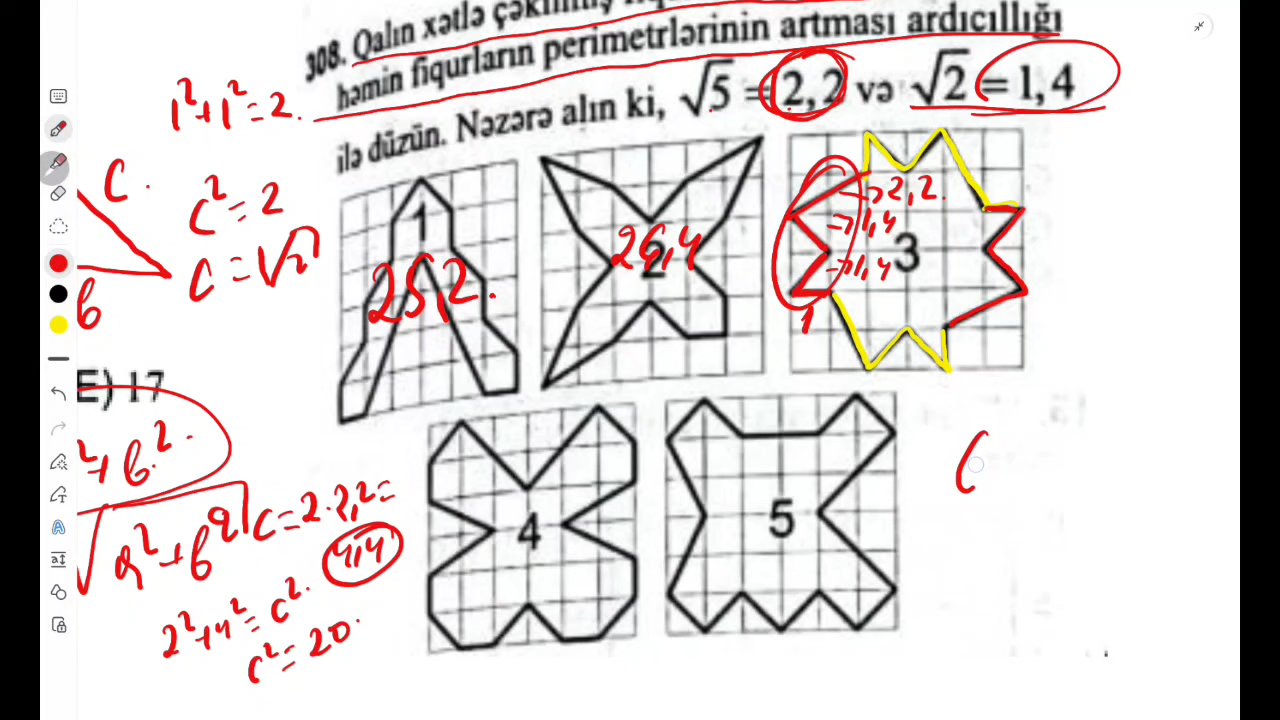 308. Qalın xətlə çəkilmiş
həmin fiqurların perimetrlərinin artması ardıcıllığı
ilə düzün. Nəzərə alın ki, √5 = 2,2 və √2 = 1,4
1² + 1² = 2.
c.
c² = 2
c = √2
b
1
25,2.
2
26,4
3
→ 2,2.
→ 1,4
→ 1,4
1
E) 17
² + b².
√a² + b²
c = 2 · 2,2 =
4,4
2² + 4² = c².
c² = 20.
4
5
(